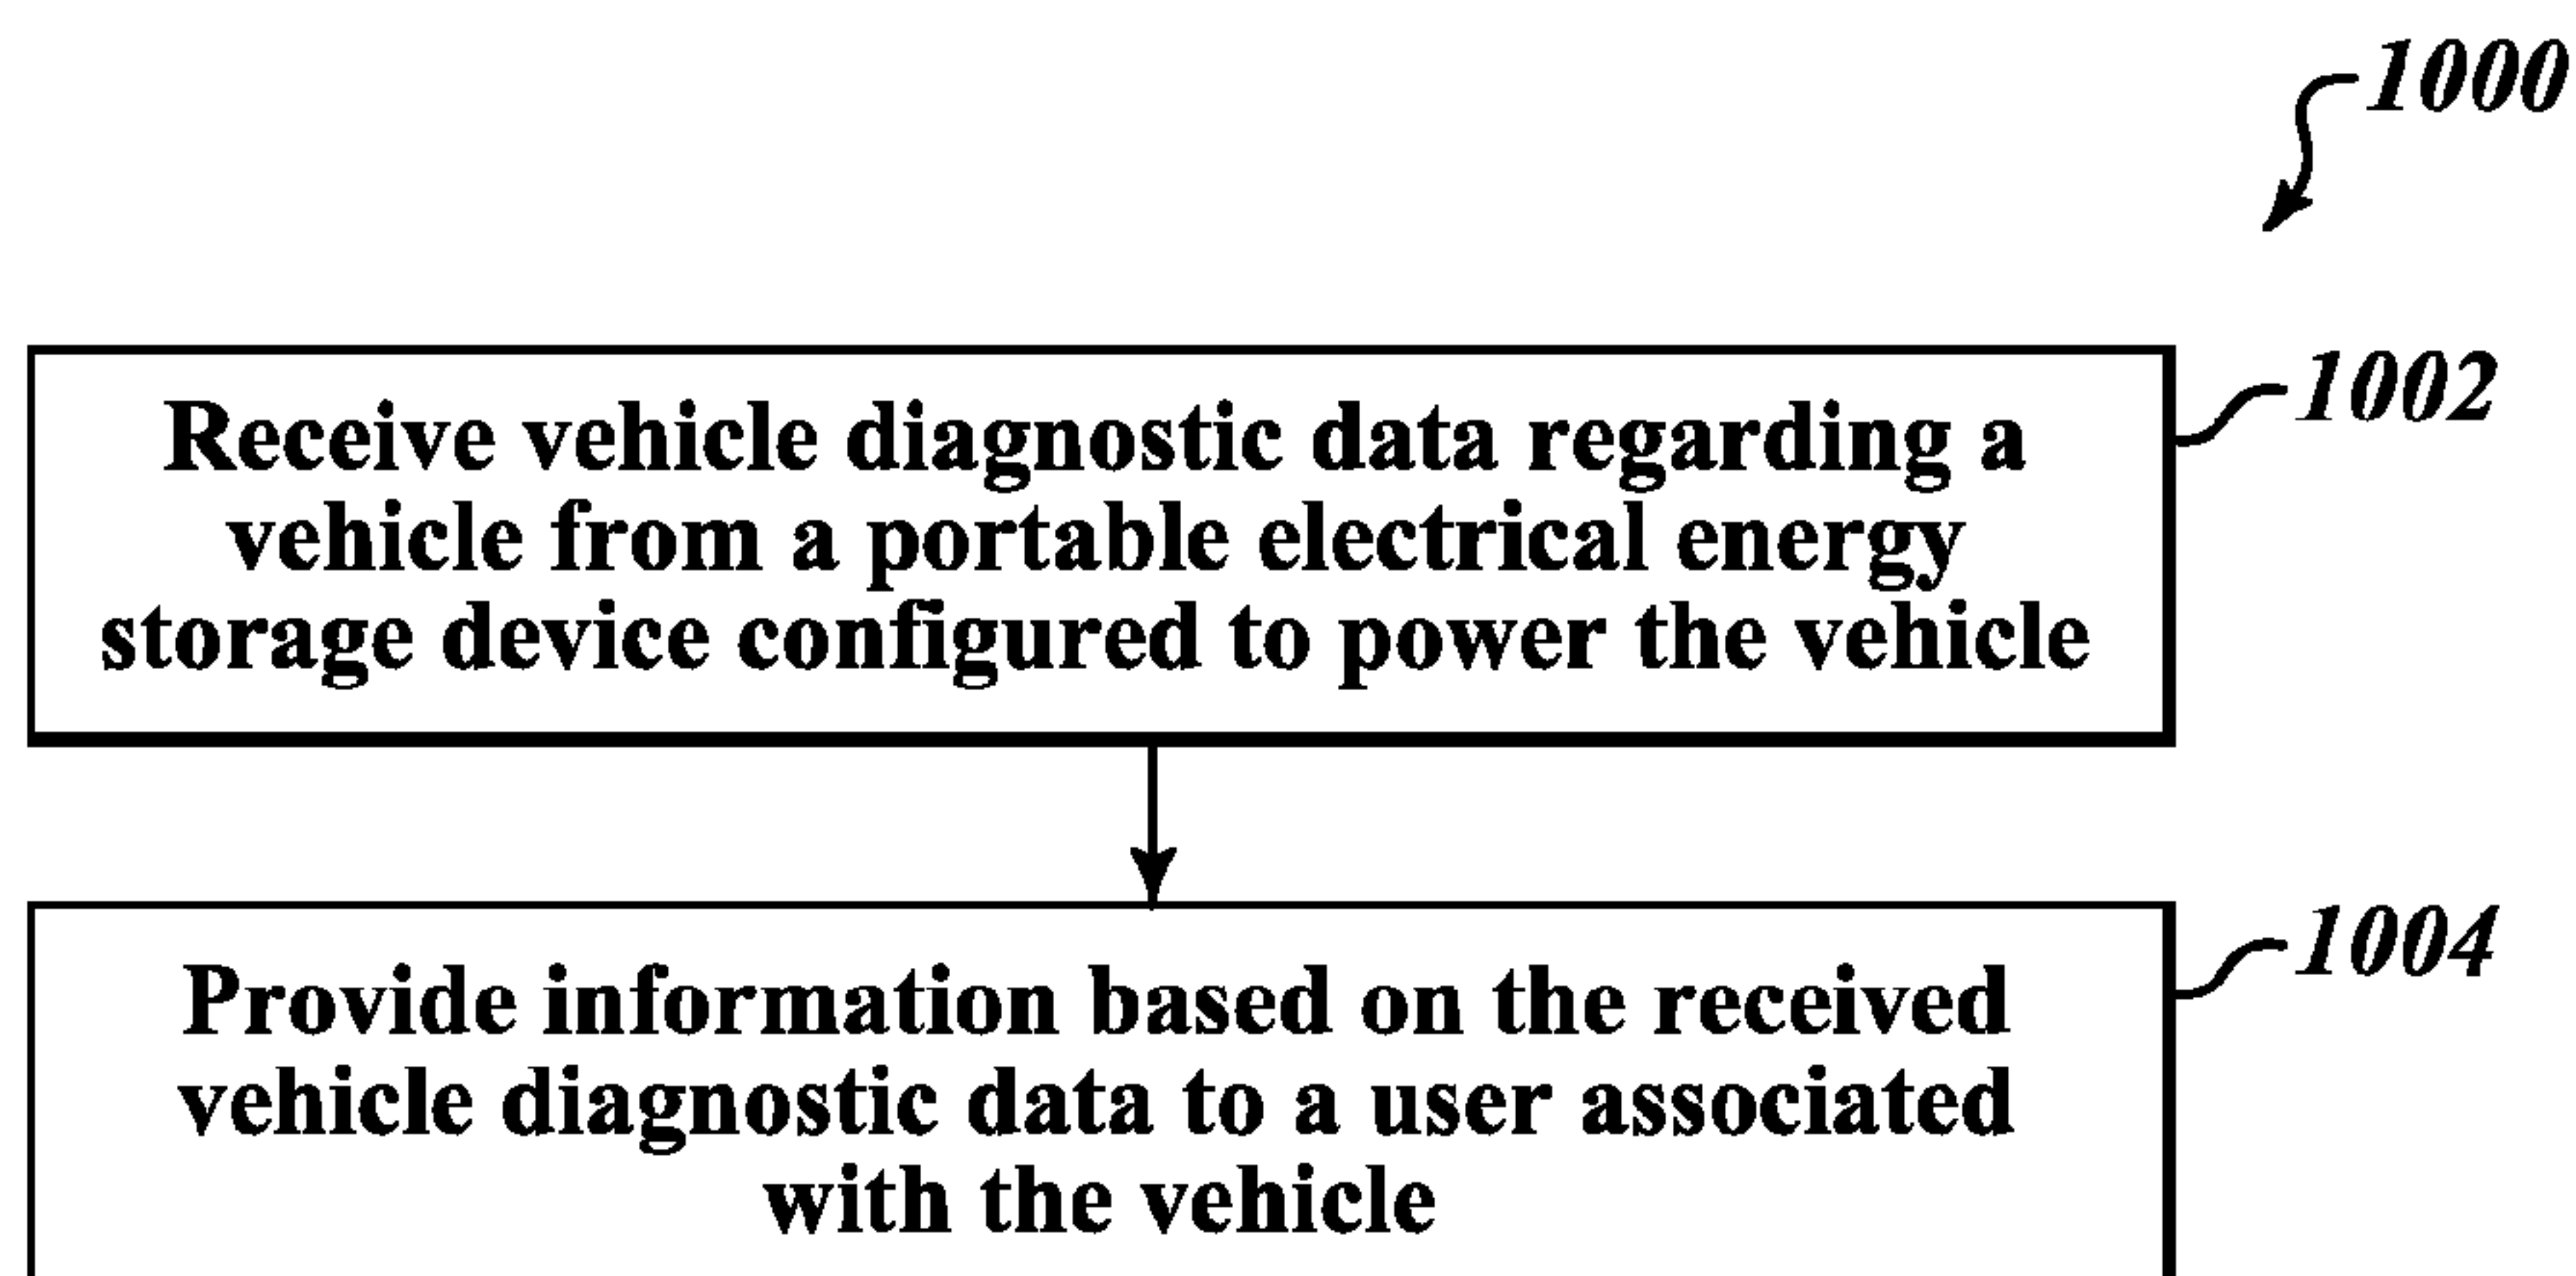 1000
Receive vehicle diagnostic data regarding a
vehicle from a portable electrical energy
storage device configured to power the vehicle
1002
Provide information based on the received
vehicle diagnostic data to a user associated
with the vehicle
1004